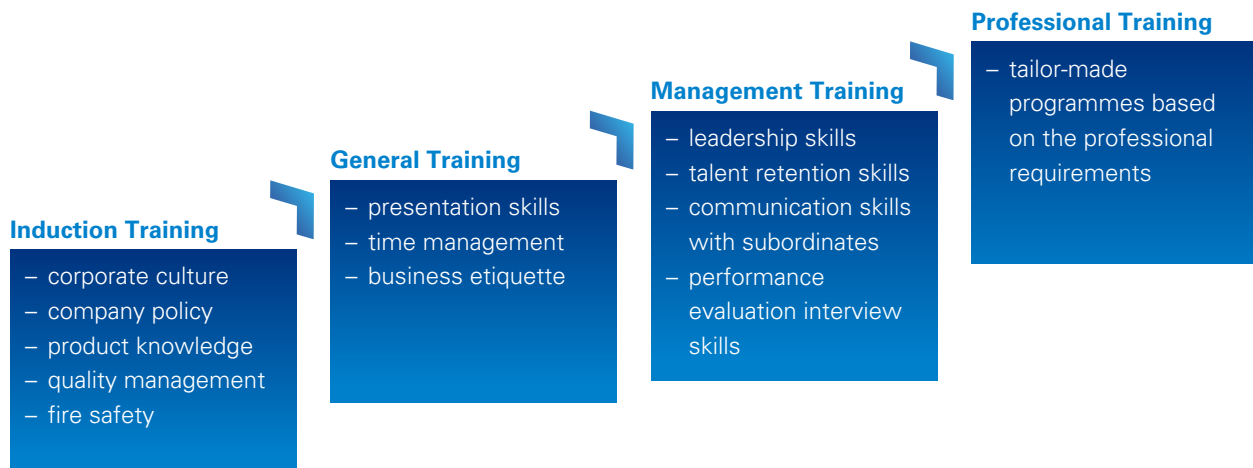 Induction Training
– corporate culture
– company policy
– product knowledge
– quality management
– fire safety
General Training
– presentation skills
– time management
– business etiquette
Management Training
– leadership skills
– talent retention skills
– communication skills
with subordinates
– performance
evaluation interview
skills
Professional Training
– tailor-made
programmes based
on the professional
requirements